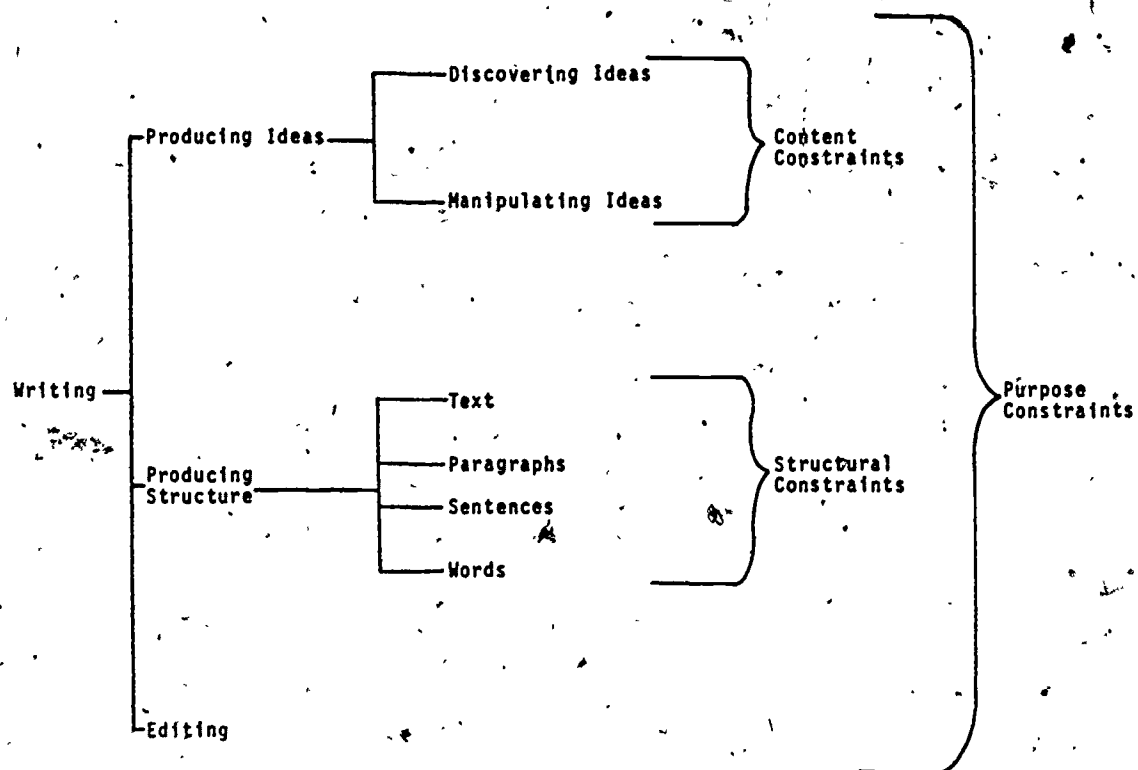 Discovering Ideas
Producing Ideas
Content
Constraints
Manipulating Ideas
Writing
Text
Purpose
Constraints
Paragraphs
Structural
Constraints
Producing
Structure
Sentences
Words
Editing